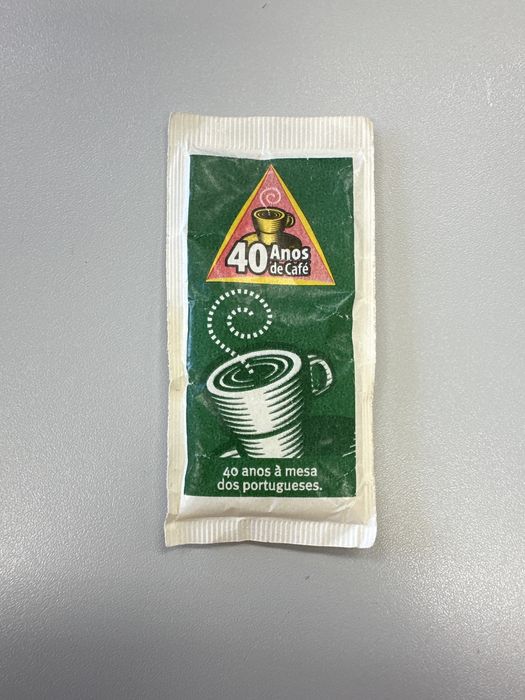 40 Anos
de Café
40 anos à mesa
dos portugueses.